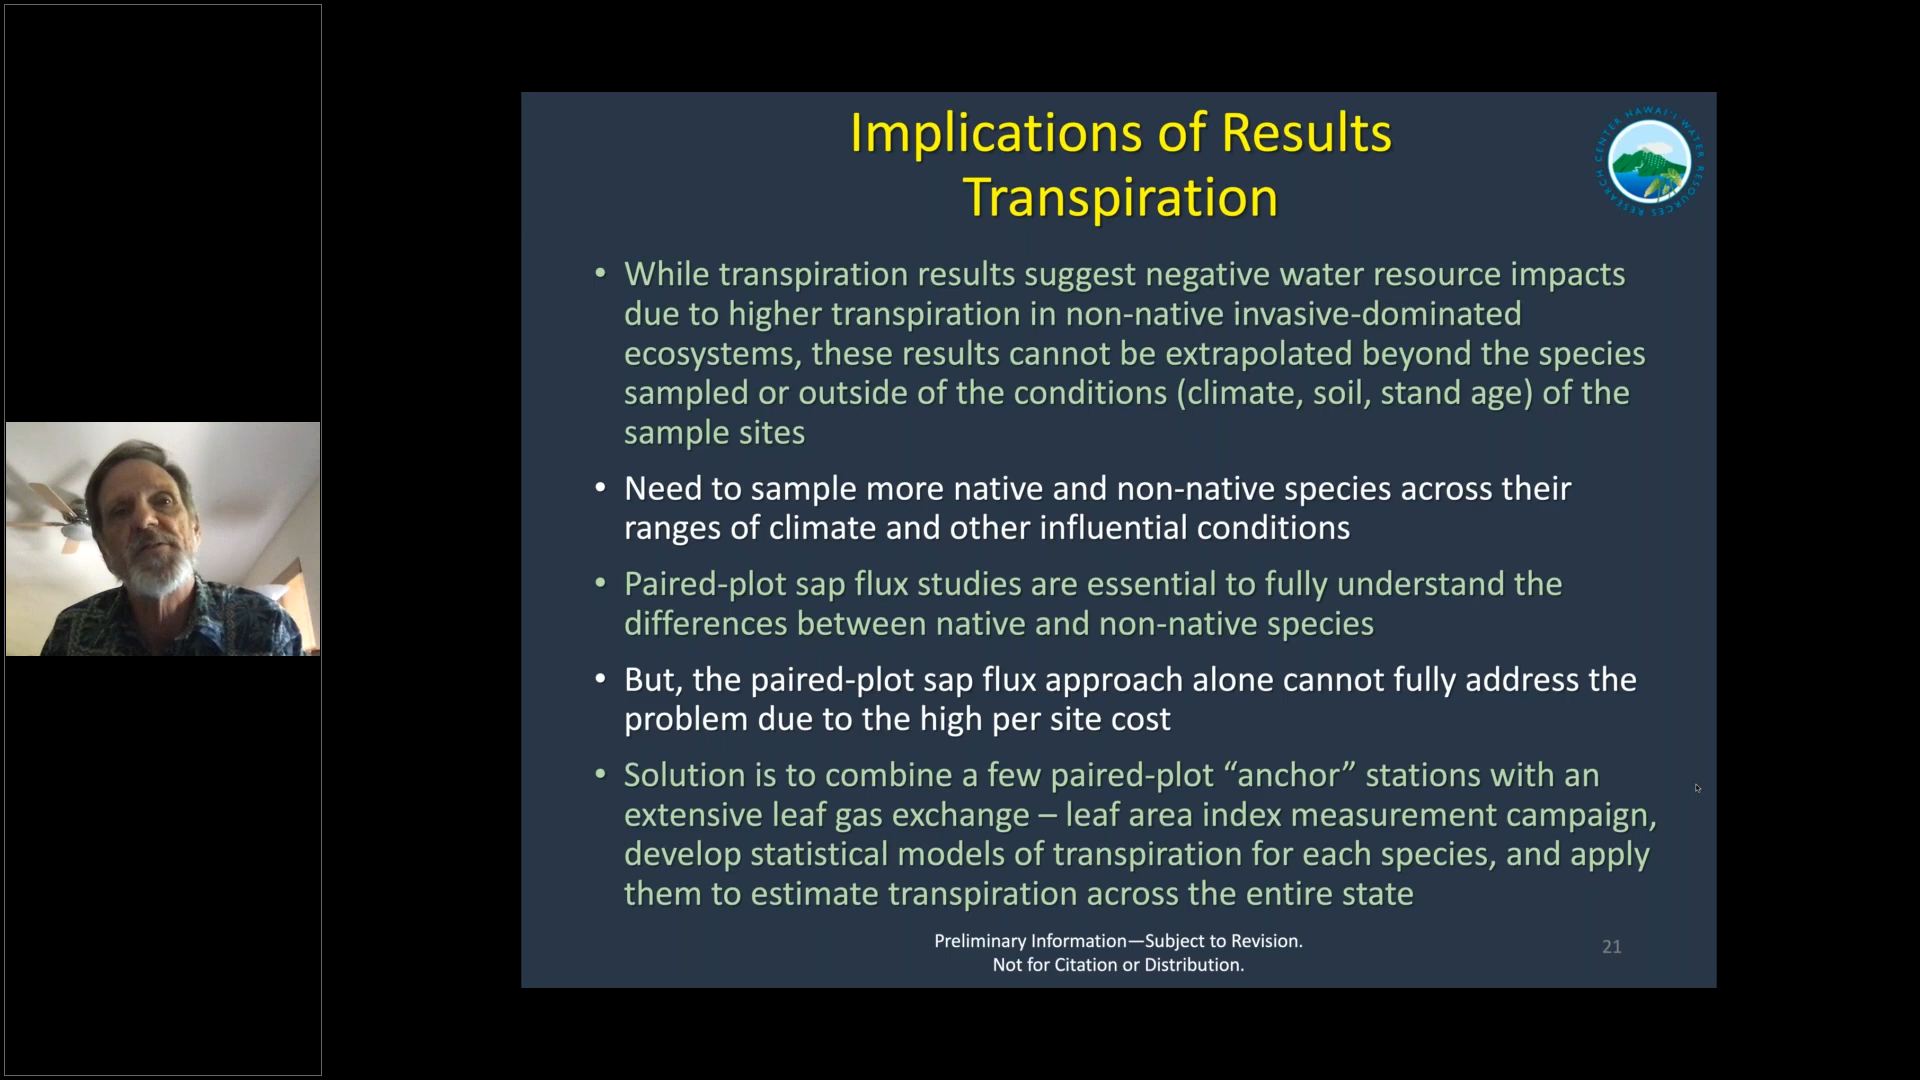 Implications of Results
Transpiration
CENTER HAWAI'I WATER RESOURCES RESEARCH
• While transpiration results suggest negative water resource impacts
due to higher transpiration in non-native invasive-dominated
ecosystems, these results cannot be extrapolated beyond the species
sampled or outside of the conditions (climate, soil, stand age) of the
sample sites
• Need to sample more native and non-native species across their
ranges of climate and other influential conditions
• Paired-plot sap flux studies are essential to fully understand the
differences between native and non-native species
• But, the paired-plot sap flux approach alone cannot fully address the
problem due to the high per site cost
• Solution is to combine a few paired-plot “anchor” stations with an
extensive leaf gas exchange – leaf area index measurement campaign,
develop statistical models of transpiration for each species, and apply
them to estimate transpiration across the entire state
Preliminary Information—Subject to Revision.
Not for Citation or Distribution.
21